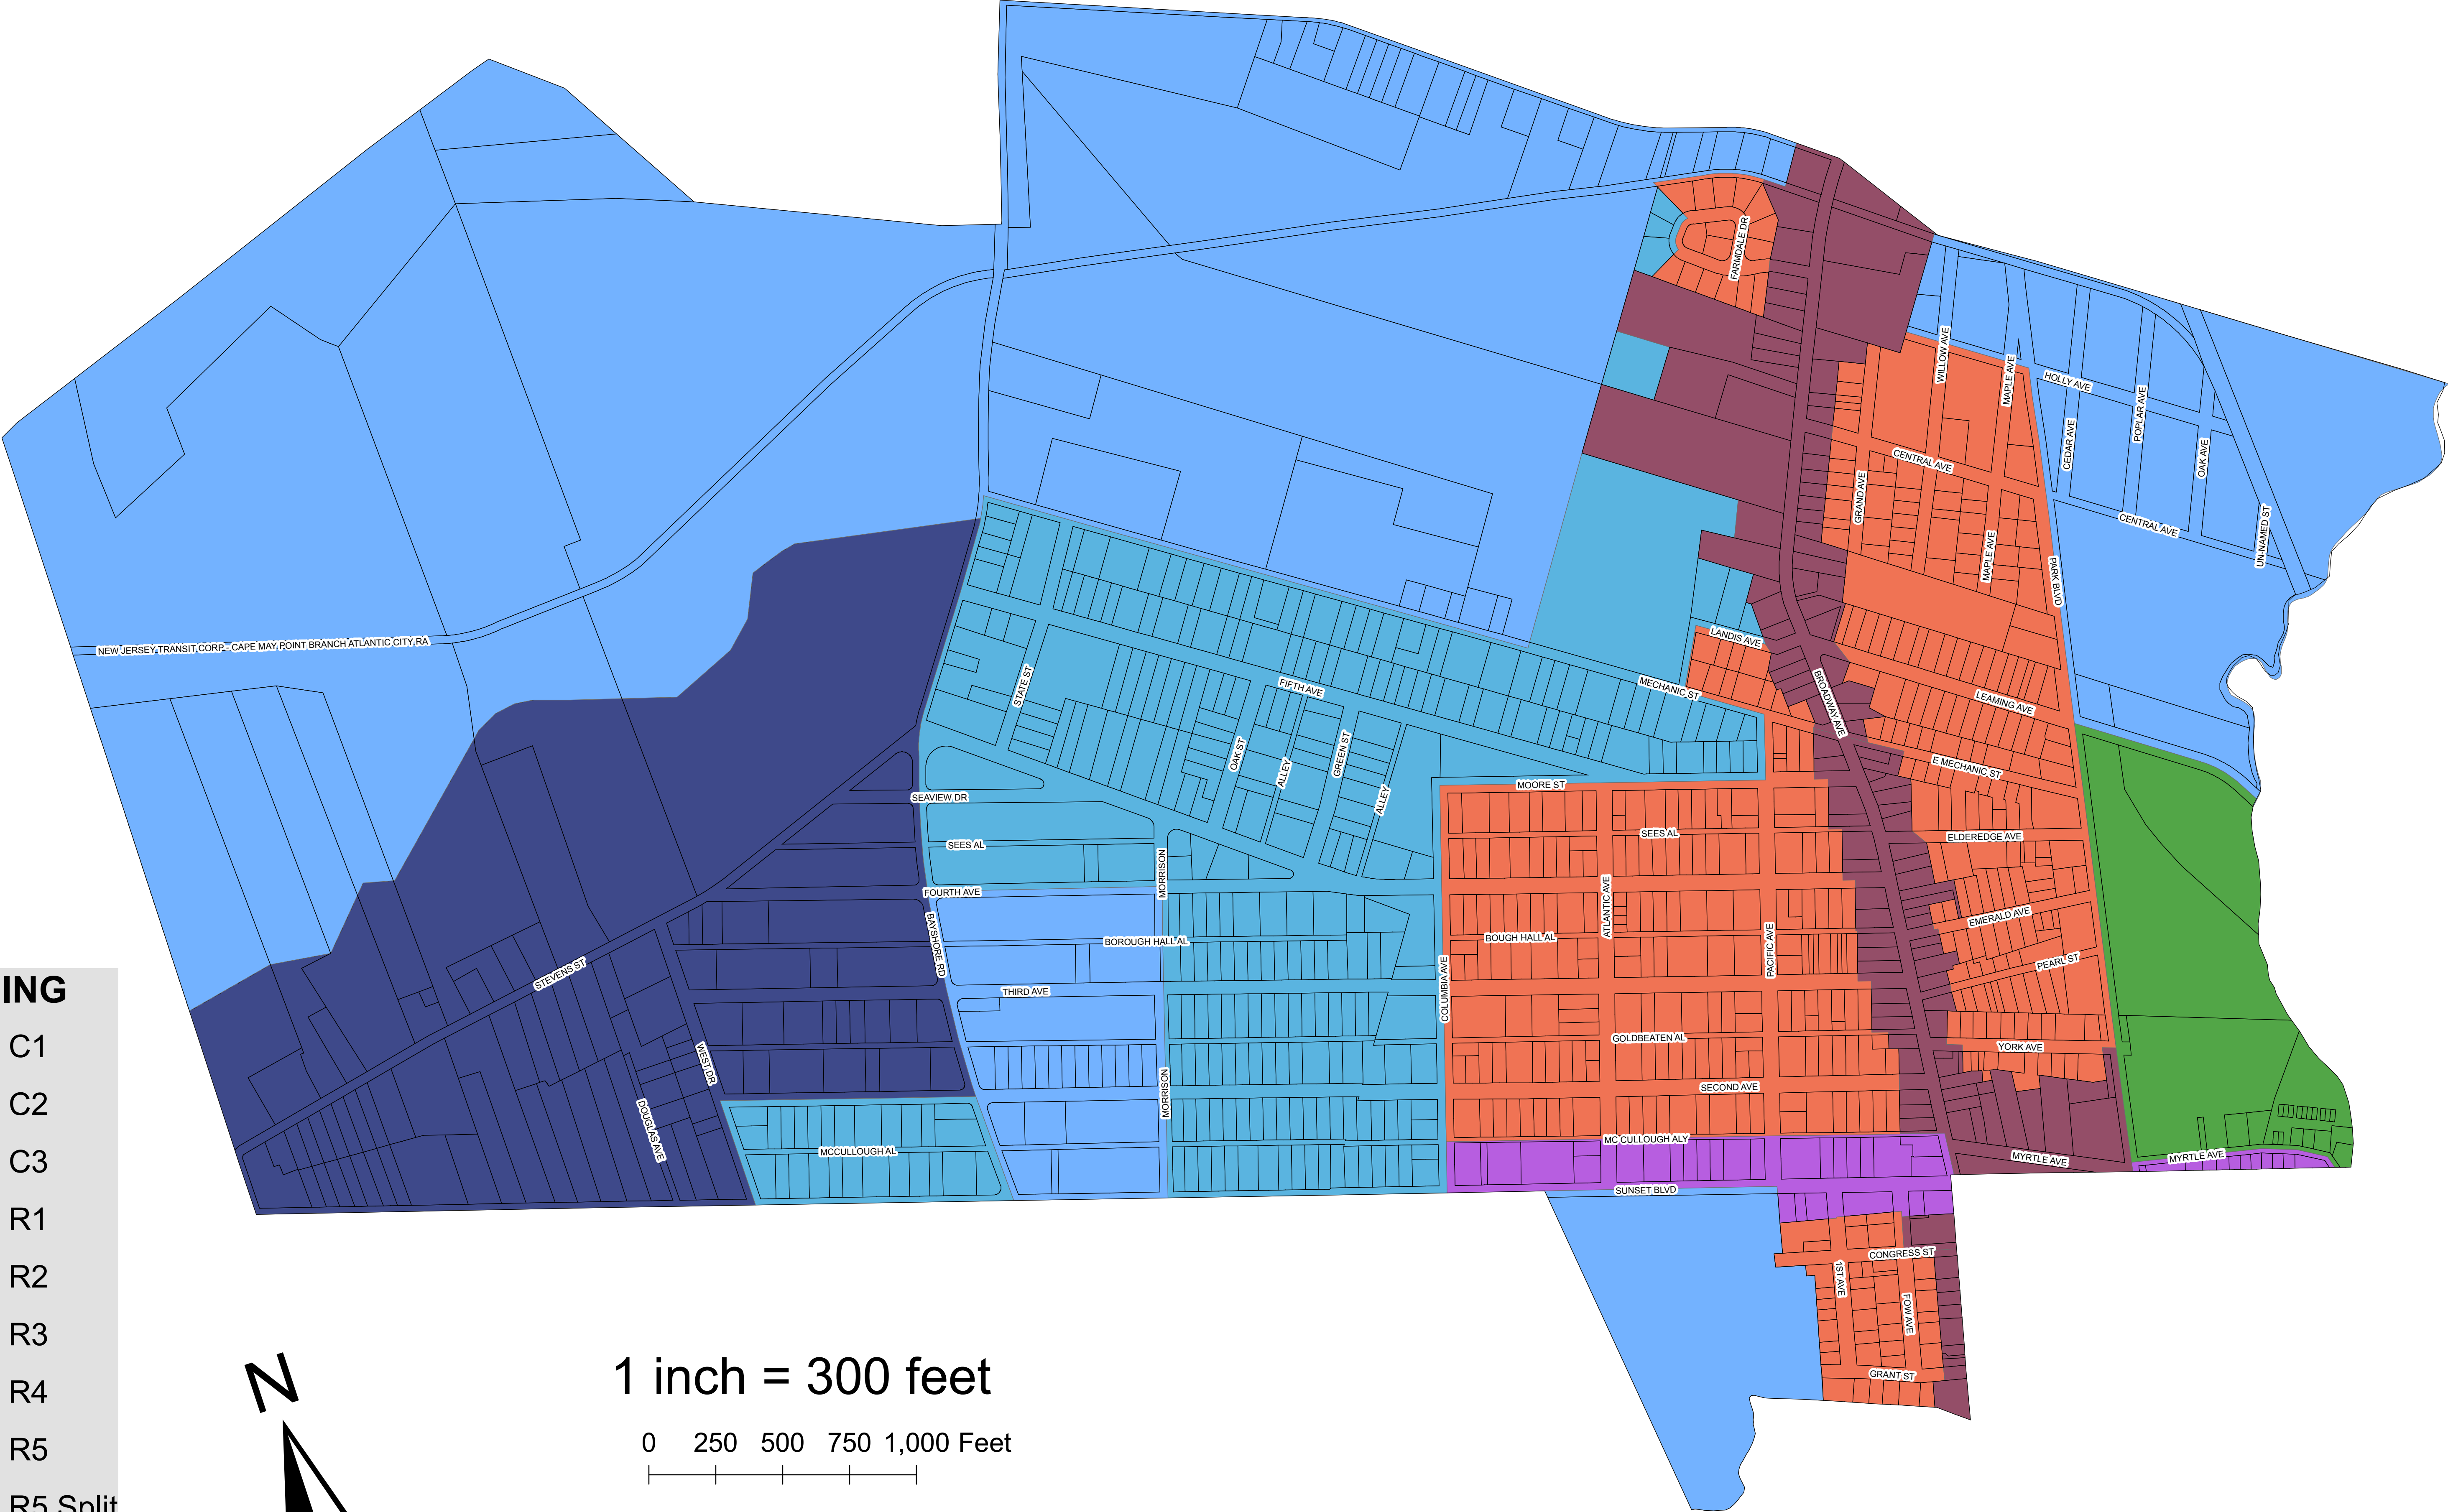 FARMDALE DR
WILLOW AVE
MAPLE AVE
HOLLY AVE
POPLAR AVE
CEDAR AVE
OAK AVE
CENTRAL AVE
GRAND AVE
CENTRAL AVE
UN-NAMED ST
MAPLE AVE
PARK BLVD
NEW JERSEY TRANSIT CORP - CAPE MAY POINT BRANCH ATLANTIC CITY RA
LANDIS AVE
STATE ST
FIFTH AVE
MECHANIC ST
BROADWAY AVE
LEAMING AVE
OAK ST
ALLEY
GREEN ST
ALLEY
E MECHANIC ST
MOORE ST
SEAVIEW DR
SEES AL
SEES AL
ELDEREDGE AVE
MORRISON
FOURTH AVE
ATLANTIC AVE
EMERALD AVE
BAYSHORE RD
BOROUGH HALL AL
BOUGH HALL AL
PACIFIC AVE
PEARL ST
STEVENS ST
COLUMBIA AVE
THIRD AVE
GOLDBEATEN AL
YORK AVE
WEST DR
SECOND AVE
MORRISON
DOUGLAS AVE
MCCULLOUGH AL
MC CULLOUGH ALY
MYRTLE AVE
MYRTLE AVE
SUNSET BLVD
CONGRESS ST
1ST AVE
FOW AVE
GRANT ST
ING
C1
C2
C3
R1
R2
R3
R4
R5
R5 Split
N
1 inch = 300 feet
0 250 500 750 1,000 Feet